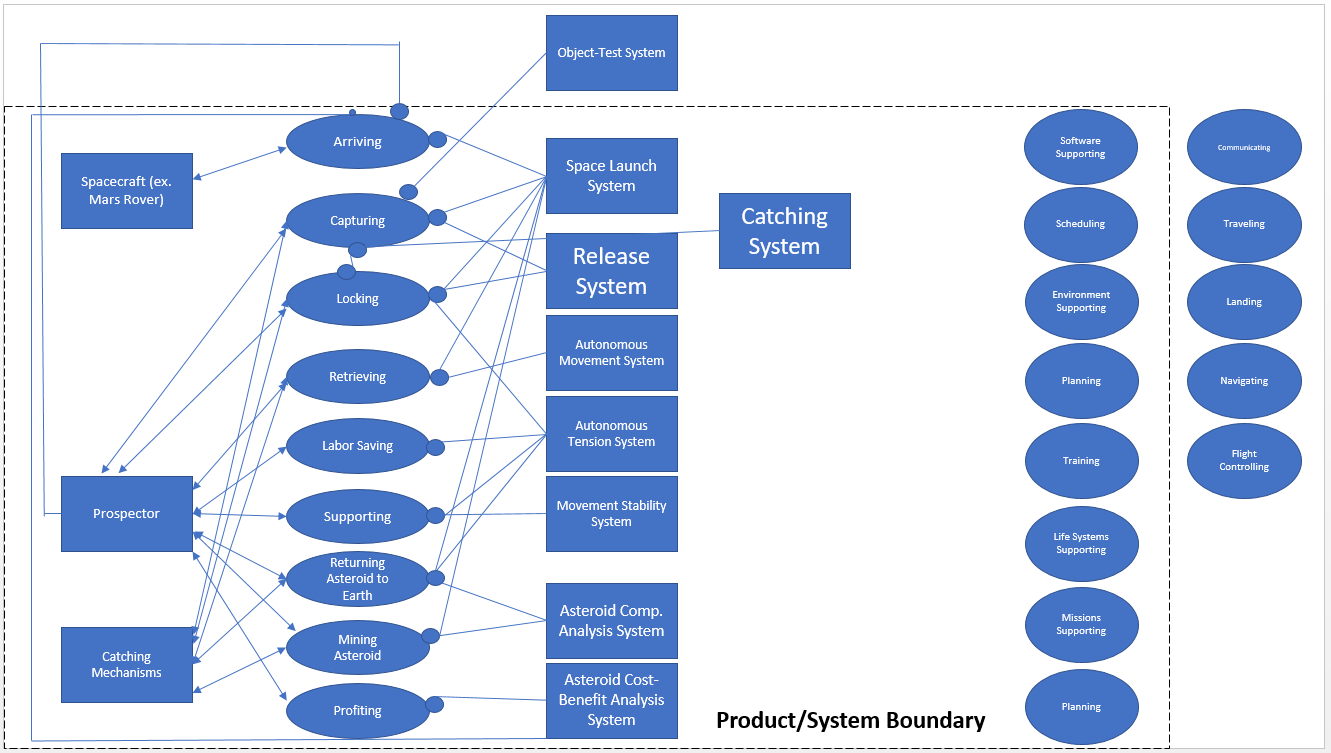 Object-Test System
Arriving
Spacecraft (ex.
Mars Rover)
Space Launch
System
Capturing
Catching
System
Release
System
Locking
Autonomous
Movement System
Retrieving
Autonomous
Tension System
Labor Saving
Prospector
Supporting
Movement Stability
System
Returning
Asteroid to
Earth
Asteroid Comp.
Analysis System
Mining
Asteroid
Catching
Mechanisms
Asteroid Cost-
Benefit Analysis
System
Profiting
Product/System Boundary
Software
Supporting
Scheduling
Environment
Supporting
Planning
Training
Life Systems
Supporting
Missions
Supporting
Planning
Communicating
Traveling
Landing
Navigating
Flight
Controlling